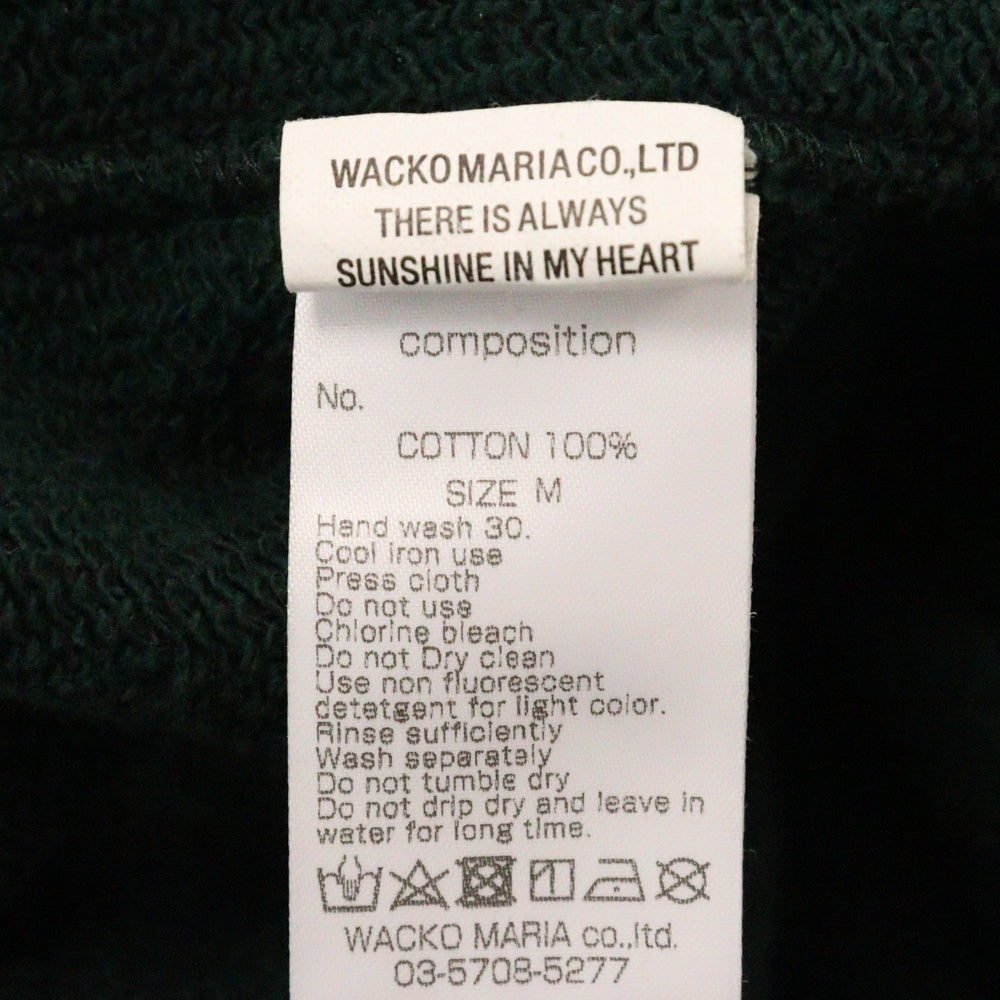 WACKO MARIA CO.,LTD
THERE IS ALWAYS
SUNSHINE IN MY HEART
composition
No.
COTTON 100%
SIZE M
Hand wash 30.
Cool iron use
Press cloth
Do not use
Chlorine bleach
Do not Dry clean
Use non fluorescent
detetgent for light color.
Rinse sufficiently
Wash separately
Do not tumble dry
Do not drip dry and leave in
water for long time.
WACKO MARIA co.,ltd.
03-5708-5277